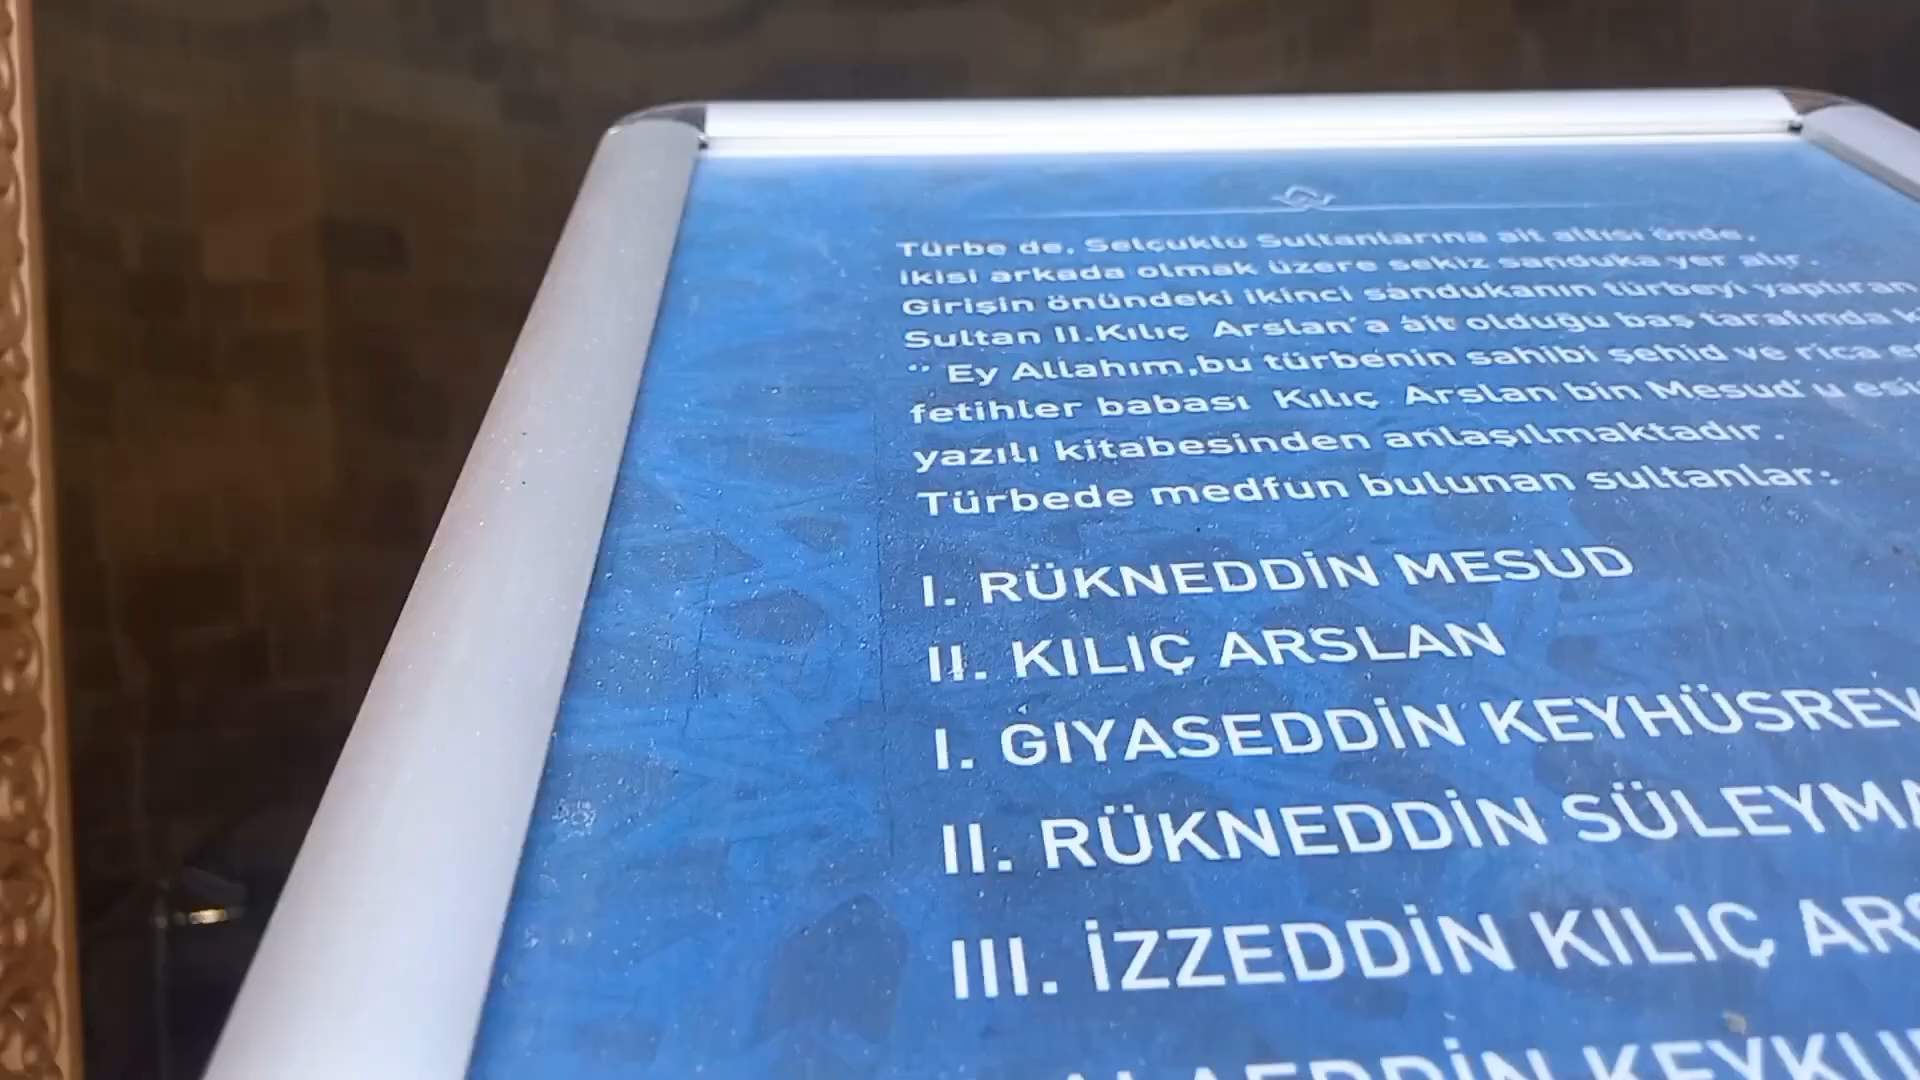 Türbe de, Selçuklu Sultanlarına ait altısı önde,
ikisi arkada olmak üzere sekiz sanduka yer alır.
Girişin önündeki ikinci sandukanın türbeyi yaptıran
Sultan II.Kılıç Arslan'a ait olduğu baş tarafında
" Ey Allahım,bu türbenin sahibi şehid ve rica
fetihler babası Kılıç Arslan bin Mesud'u
yazılı kitabesinden anlaşılmaktadır.
Türbede medfun bulunan sultanlar:
I. RÜKNEDDİN MESUD
II. KILIÇ ARSLAN
I. GIYASEDDİN KEYHÜSREV
II. RÜKNEDDİN SÜLEYMA
III. İZZEDDİN KILIÇ ARS